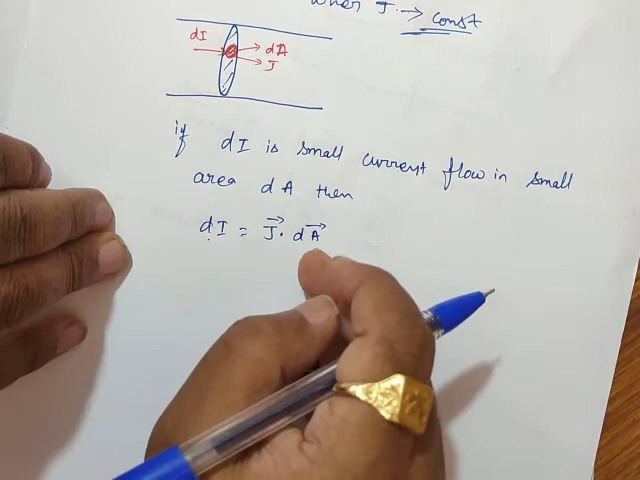 when J → const
dI
dA
J
if dI is small current flow in small
area dA then
dI = J⃗ · dA⃗